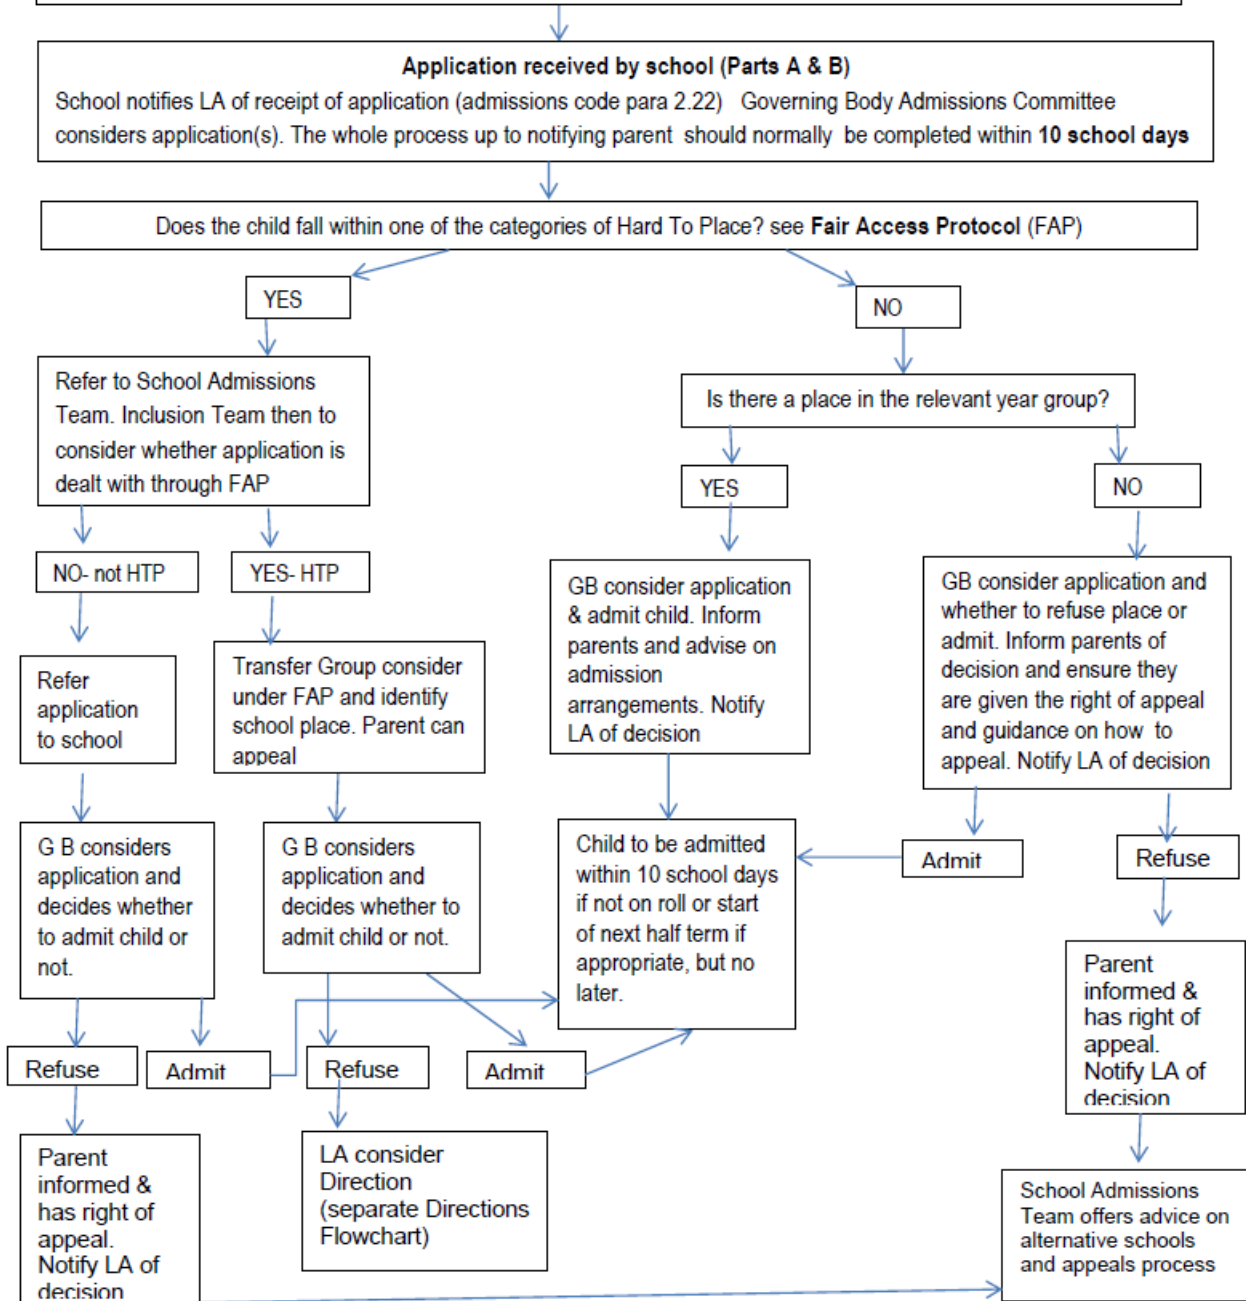 Application received by school (Parts A & B)
School notifies LA of receipt of application (admissions code para 2.22) Governing Body Admissions Committee
considers application(s). The whole process up to notifying parent should normally be completed within 10 school days
Does the child fall within one of the categories of Hard To Place? see Fair Access Protocol (FAP)
YES
NO
Refer to School Admissions
Team. Inclusion Team then to
consider whether application is
dealt with through FAP
Is there a place in the relevant year group?
YES
NO
NO- not HTP
YES- HTP
GB consider application
& admit child. Inform
parents and advise on
admission
arrangements. Notify
LA of decision
GB consider application and
whether to refuse place or
admit. Inform parents of
decision and ensure they
are given the right of appeal
and guidance on how to
appeal. Notify LA of decision
Refer
application
to school
Transfer Group consider
under FAP and identify
school place. Parent can
appeal
G B considers
application and
decides whether
to admit child or
not.
G B considers
application and
decides whether to
admit child or not.
Child to be admitted
within 10 school days
if not on roll or start
of next half term if
appropriate, but no
later.
Admit
Refuse
Parent
informed &
has right of
appeal.
Notify LA of
decision
Refuse
Admit
Refuse
Admit
Parent
informed &
has right of
appeal.
Notify LA of
decision
LA consider
Direction
(separate Directions
Flowchart)
School Admissions
Team offers advice on
alternative schools
and appeals process